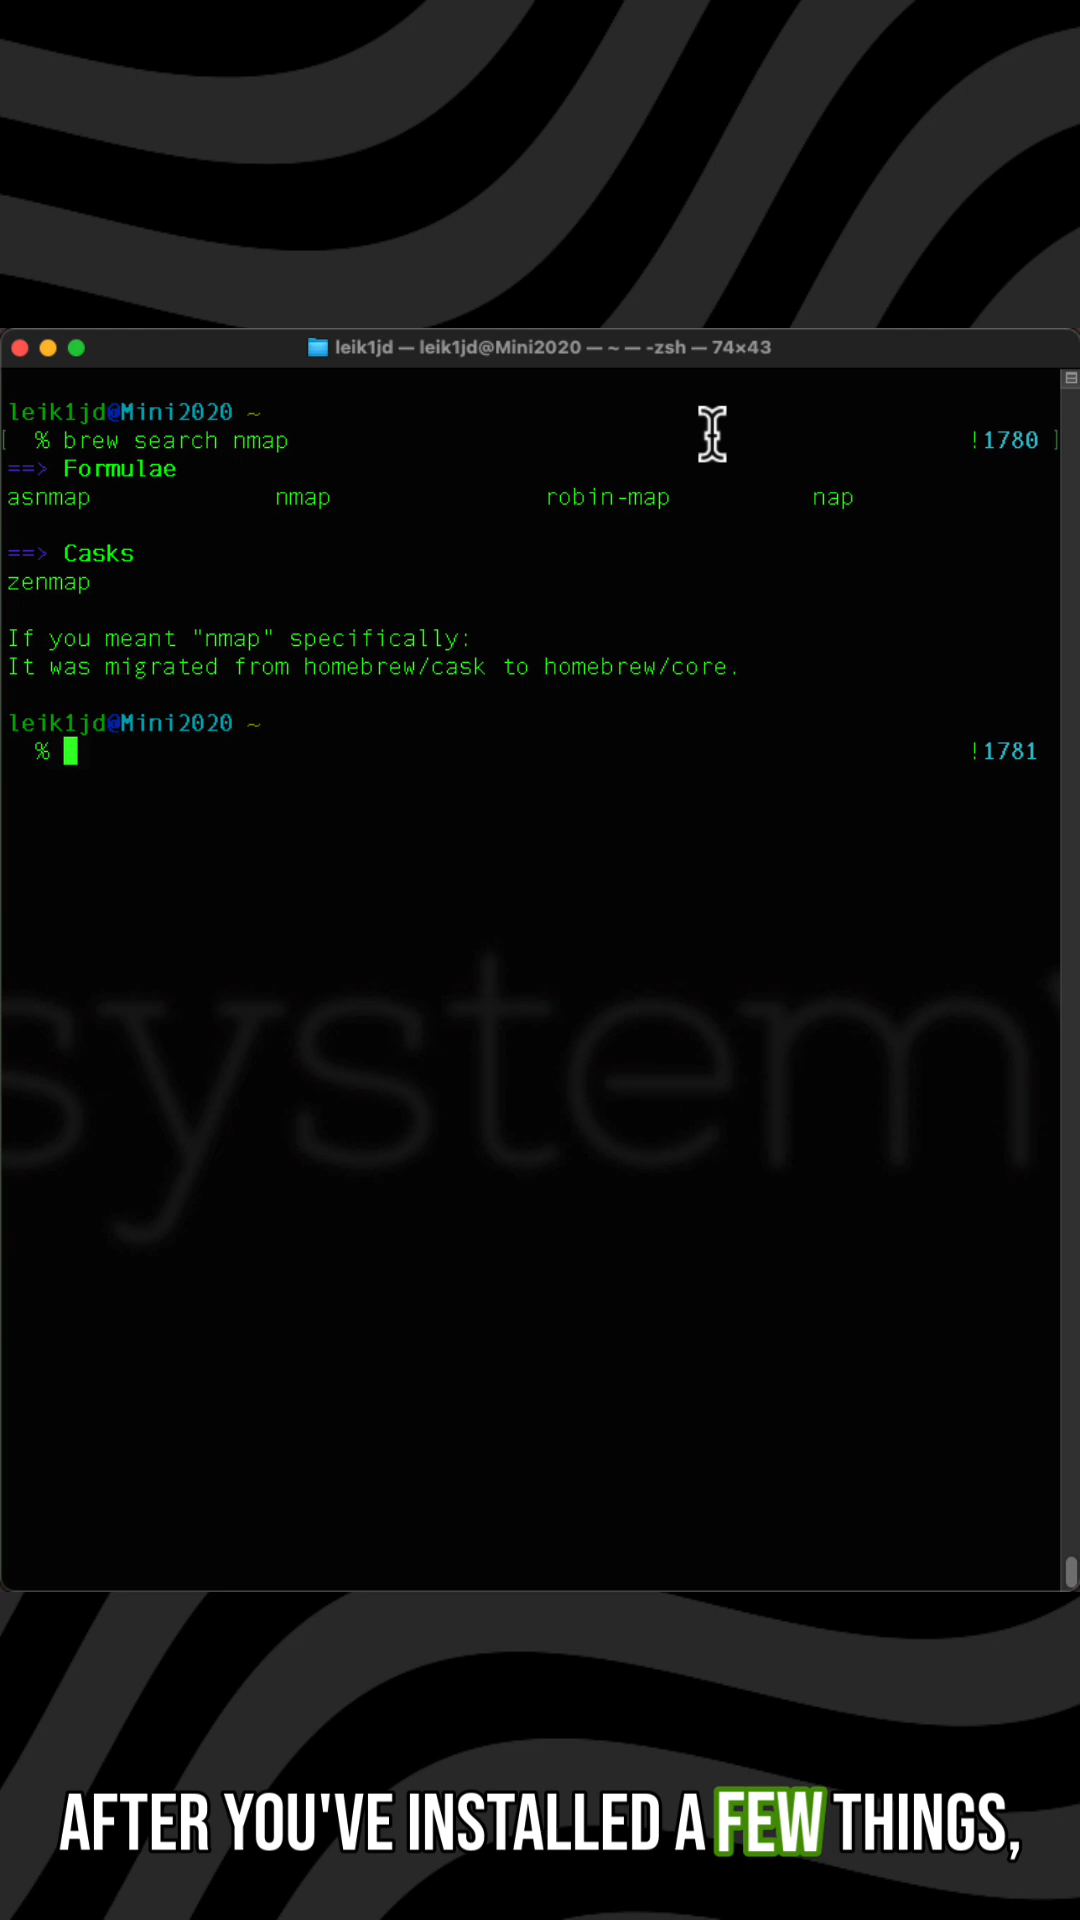 leik1jd — leik1jd@Mini2020 — ~ — -zsh — 74×43
leik1jd@Mini2020 ~
[ % brew search nmap !1780 ]
==> Formulae
asnmap nmap robin-map nap
==> Casks
zenmap
If you meant "nmap" specifically:
It was migrated from homebrew/cask to homebrew/core.
leik1jd@Mini2020 ~
% !1781
system
AFTER YOU'VE INSTALLED A FEW THINGS,